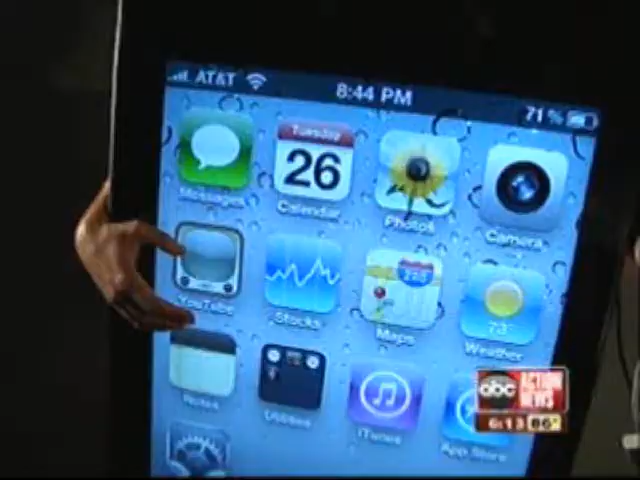 AT&T 8:44 PM 71%
Tuesday
26
Messages Calendar Photos Camera
280
YouTube Stocks Maps Weather
73°
Notes Utilities iTunes App Store
abc ACTION NEWS
6:13 86°